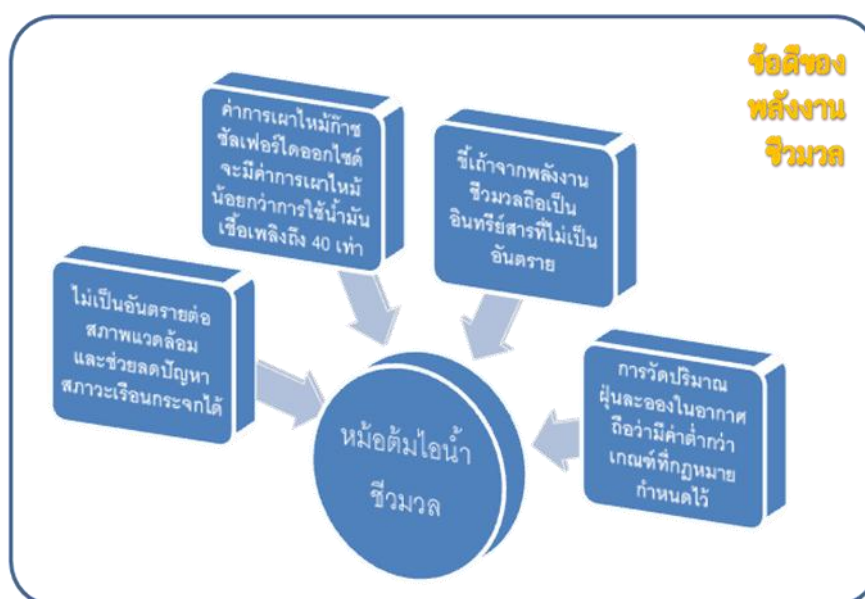 ข้อดีของ
พลังงาน
ชีวมวล
ค่าการเผาไหม้ก๊าซ
ซัลเฟอร์ไดออกไซด์
จะมีค่าการเผาไหม้
น้อยกว่าการใช้น้ำมัน
เชื้อเพลิงถึง 40 เท่า
ขี้เถ้าจากพลังงาน
ชีวมวลถือเป็น
อินทรีย์สารที่ไม่เป็น
อันตราย
ไม่เป็นอันตรายต่อ
สภาพแวดล้อม
และช่วยลดปัญหา
สภาวะเรือนกระจกได้
การวัดปริมาณ
ฝุ่นละอองในอากาศ
ถือว่ามีค่าต่ำกว่า
เกณฑ์ที่กฎหมาย
กำหนดไว้
หม้อต้มไอน้ำ
ชีวมวล